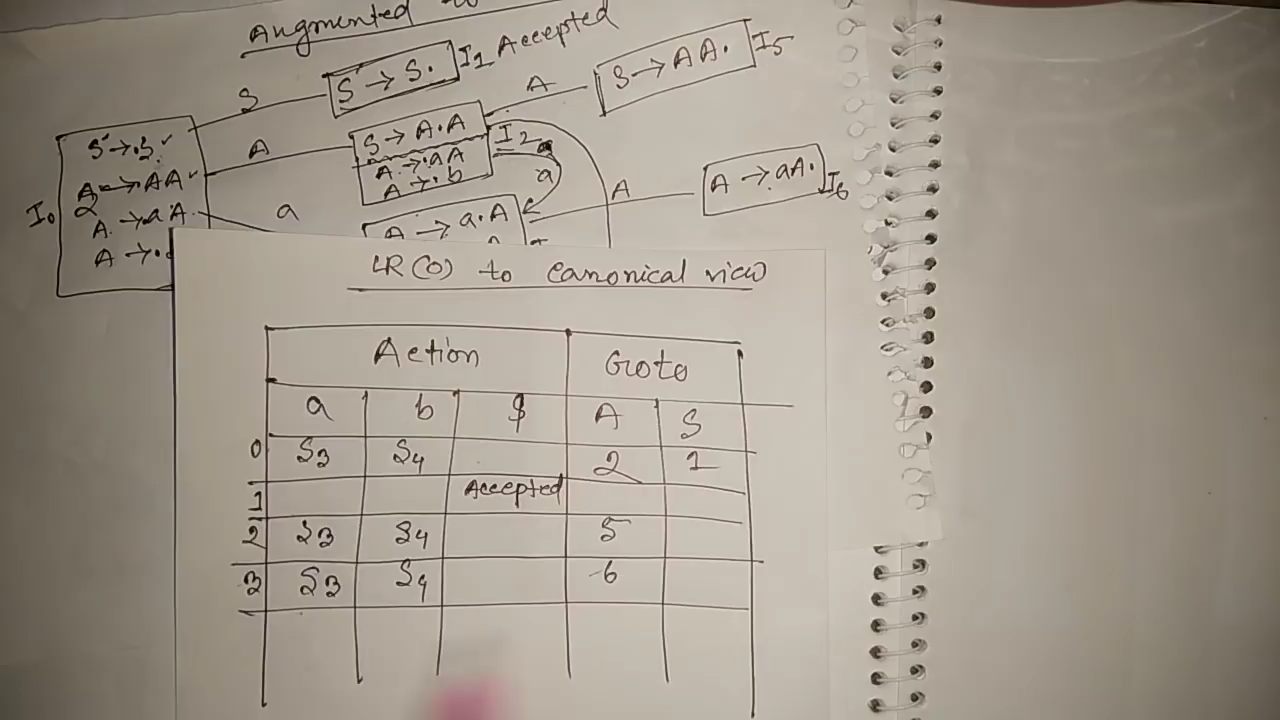 Augmented
S' → S. I1 Accepted
S
A
S → AA. I5
S' → .S
A → .AA
A → .aA
A → .
I0
A
S → A.A I2
A → .aA
A → .b
a
a
A → a.A
A
A → aA. I6
LR(0) to canonical view
Action Goto
a b $ A S
0 S3 S4 2 1
1 Accepted
2 S3 S4 5
3 S3 S4 6